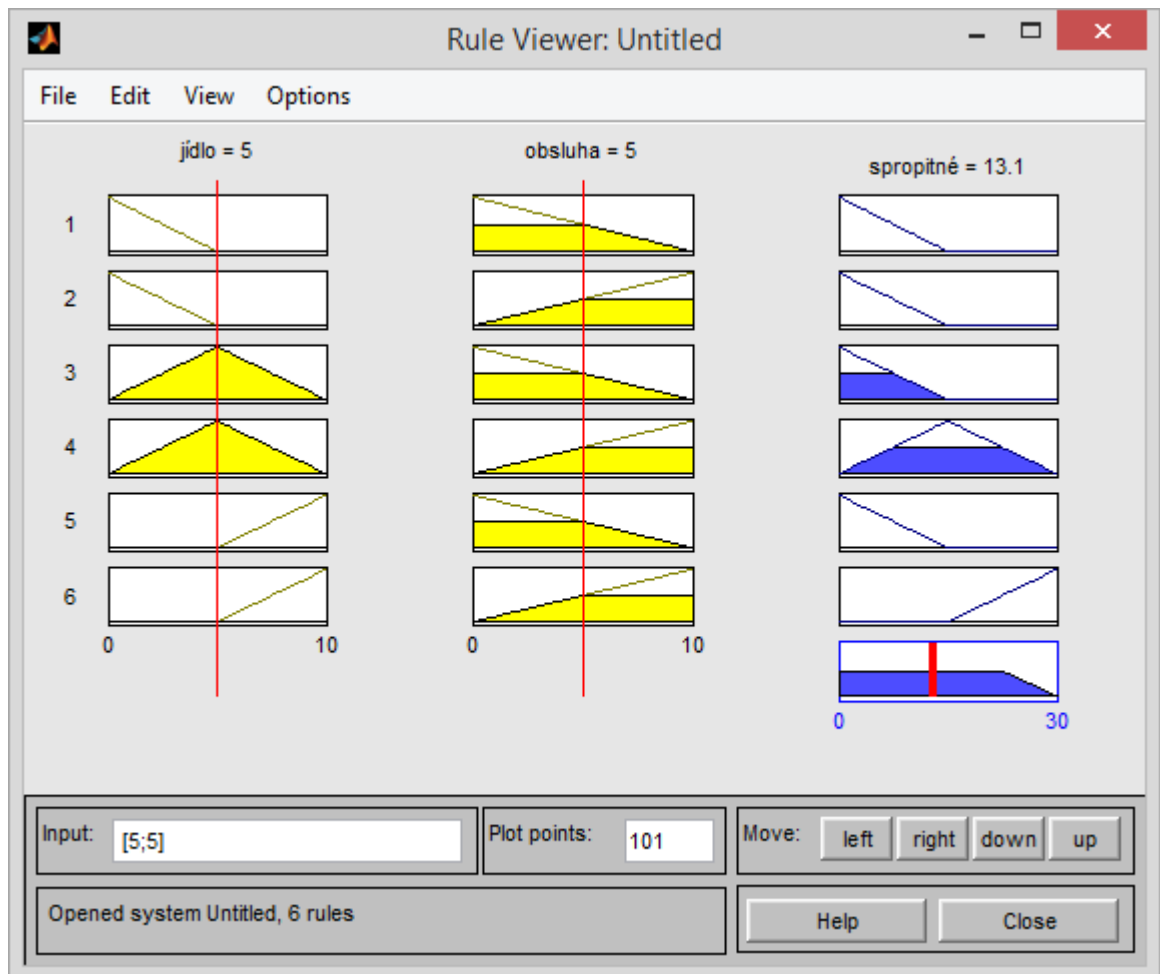 Rule Viewer: Untitled
File Edit View Options
jídlo = 5 obsluha = 5 spropitné = 13.1
1
2
3
4
5
6
0 10 0 10
0 30
Input: [5;5] Plot points: 101 Move: left right down up
Opened system Untitled, 6 rules Help Close